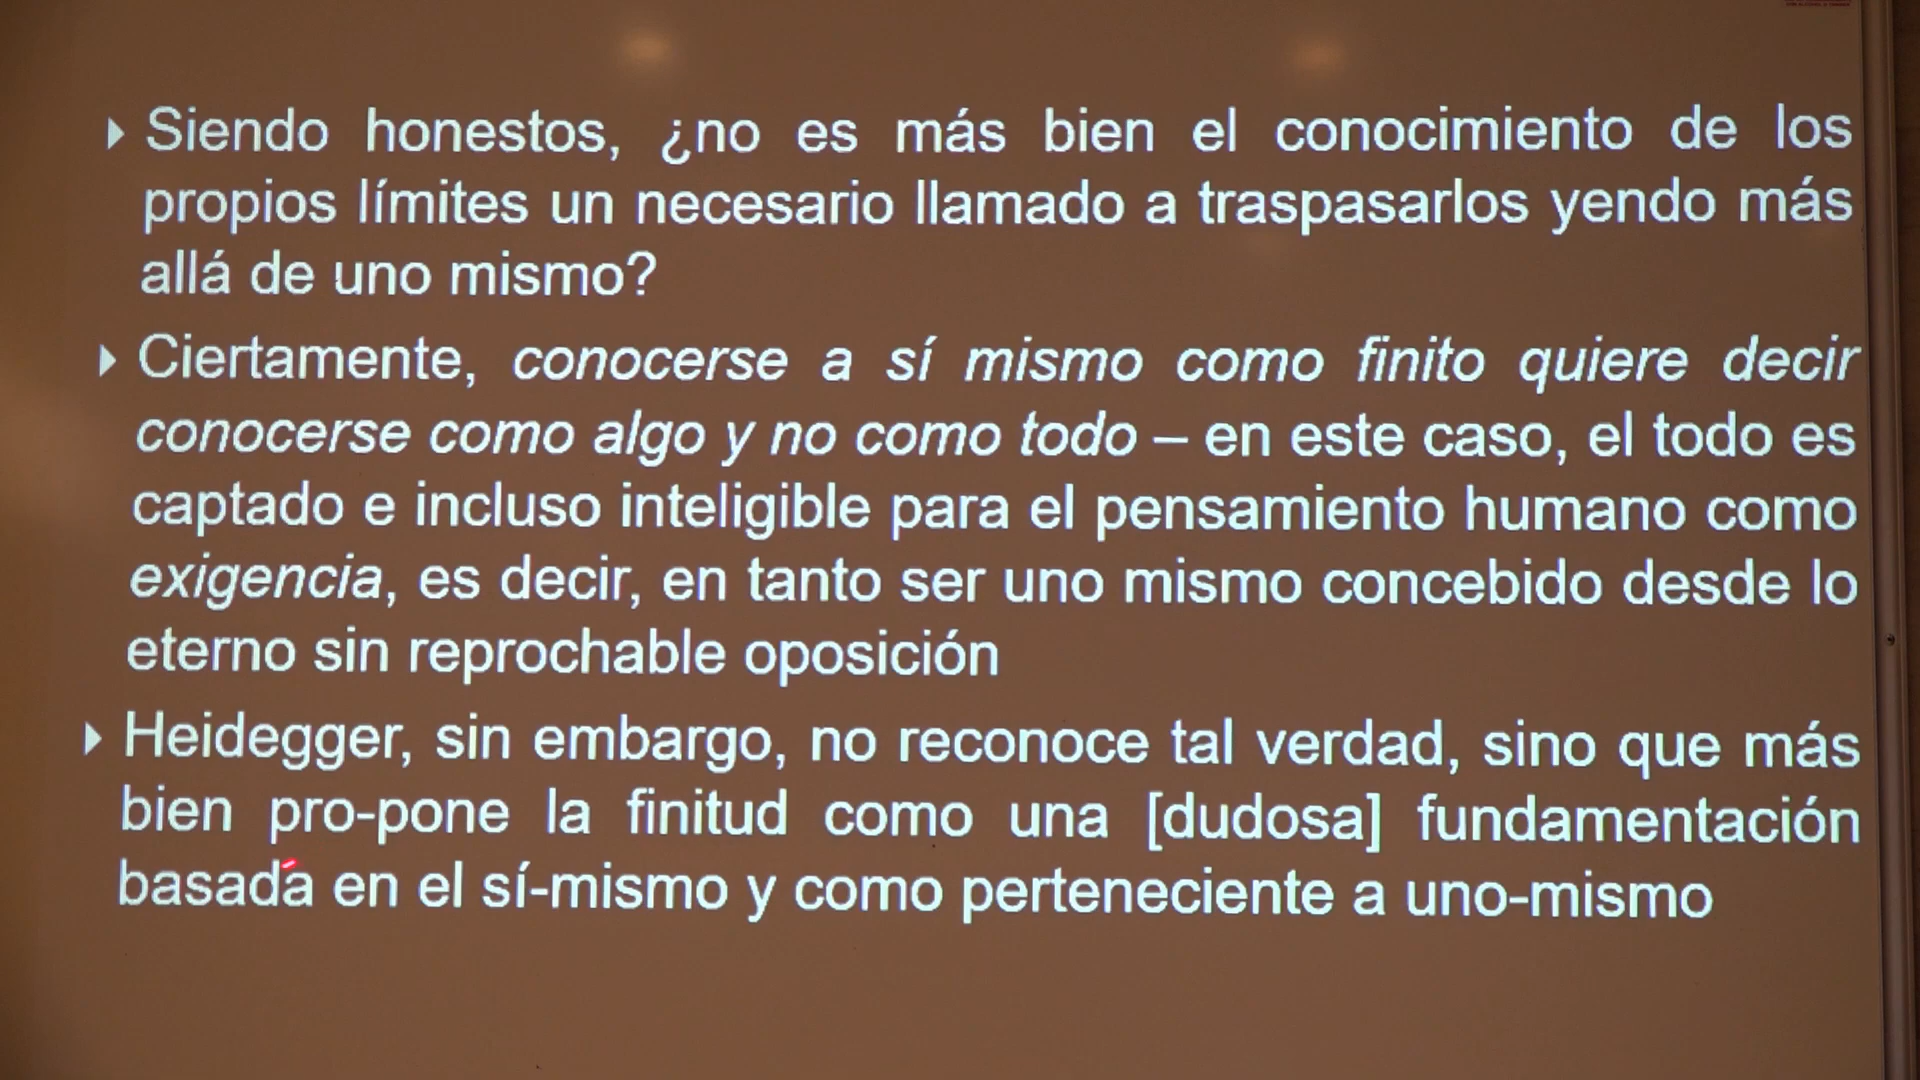 Siendo honestos, ¿no es más bien el conocimiento de los
propios límites un necesario llamado a traspasarlos yendo más
allá de uno mismo?
Ciertamente, conocerse a sí mismo como finito quiere decir
conocerse como algo y no como todo – en este caso, el todo es
captado e incluso inteligible para el pensamiento humano como
exigencia, es decir, en tanto ser uno mismo concebido desde lo
eterno sin reprochable oposición
Heidegger, sin embargo, no reconoce tal verdad, sino que más
bien pro-pone la finitud como una [dudosa] fundamentación
basada en el sí-mismo y como perteneciente a uno-mismo